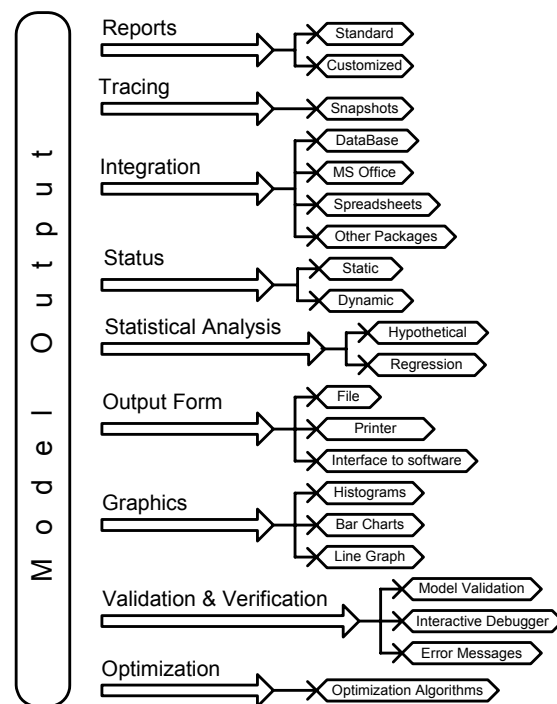 Model Output
Reports
Standard
Customized
Tracing
Snapshots
Integration
DataBase
MS Office
Spreadsheets
Other Packages
Status
Static
Dynamic
Statistical Analysis
Hypothetical
Regression
Output Form
File
Printer
Interface to software
Graphics
Histograms
Bar Charts
Line Graph
Validation & Verification
Model Validation
Interactive Debugger
Error Messages
Optimization
Optimization Algorithms